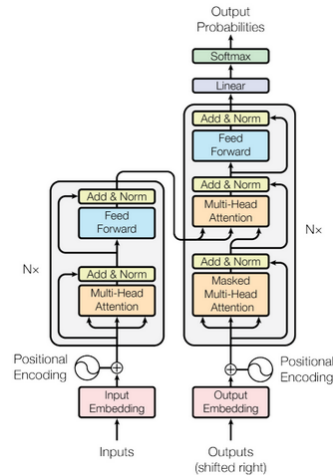 Output
Probabilities
Softmax
Linear
Add & Norm
Feed
Forward
Add & Norm
Multi-Head
Attention
Add & Norm
Masked
Multi-Head
Attention
N×
Positional
Encoding
Output
Embedding
Outputs
(shifted right)
Add & Norm
Feed
Forward
Add & Norm
Multi-Head
Attention
N×
Positional
Encoding
Input
Embedding
Inputs